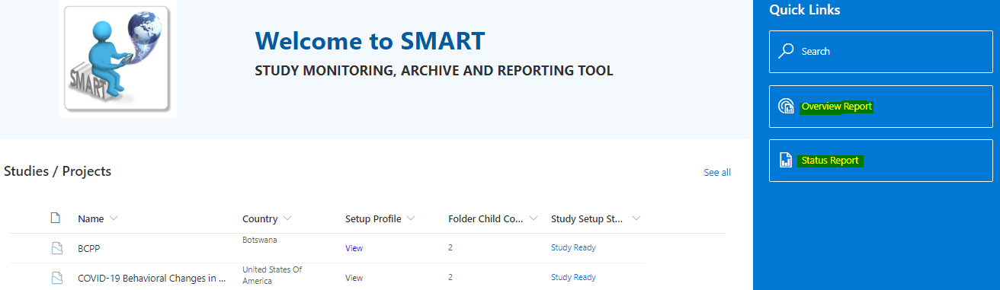 SMART
Welcome to SMART
STUDY MONITORING, ARCHIVE AND REPORTING TOOL
Quick Links
Search
Overview Report
Status Report
Studies / Projects
See all
Name
Country
Setup Profile
Folder Child Co...
Study Setup St...
BCPP
Botswana
View
2
Study Ready
COVID-19 Behavioral Changes in ...
United States Of
America
View
2
Study Ready